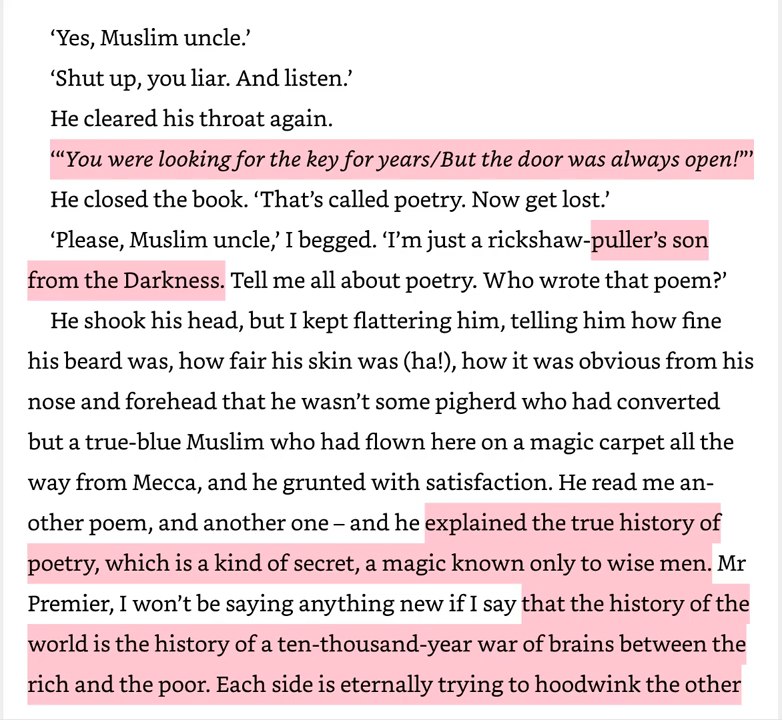 ‘Yes, Muslim uncle.’
‘Shut up, you liar. And listen.’
He cleared his throat again.
‘“You were looking for the key for years/But the door was always open!”’
He closed the book. ‘That’s called poetry. Now get lost.’
‘Please, Muslim uncle,’ I begged. ‘I’m just a rickshaw-puller’s son
from the Darkness. Tell me all about poetry. Who wrote that poem?’
He shook his head, but I kept flattering him, telling him how fine
his beard was, how fair his skin was (ha!), how it was obvious from his
nose and forehead that he wasn’t some pigherd who had converted
but a true-blue Muslim who had flown here on a magic carpet all the
way from Mecca, and he grunted with satisfaction. He read me an-
other poem, and another one – and he explained the true history of
poetry, which is a kind of secret, a magic known only to wise men. Mr
Premier, I won’t be saying anything new if I say that the history of the
world is the history of a ten-thousand-year war of brains between the
rich and the poor. Each side is eternally trying to hoodwink the other